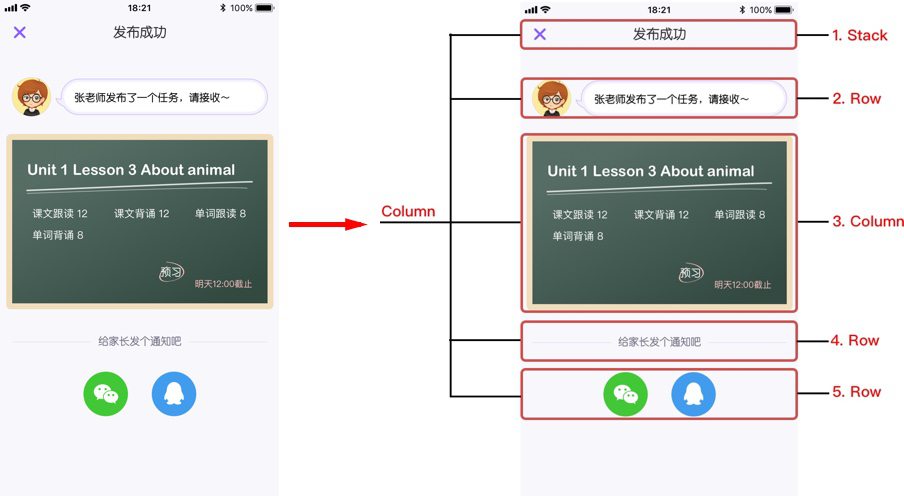 18:21
100%
发布成功
张老师发布了一个任务，请接收～
Unit 1 Lesson 3 About animal
课文跟读 12 课文背诵 12 单词跟读 8
单词背诵 8
预习
明天12:00截止
给家长发个通知吧
Column
18:21
100%
发布成功
1. Stack
张老师发布了一个任务，请接收～
2. Row
Unit 1 Lesson 3 About animal
课文跟读 12 课文背诵 12 单词跟读 8
3. Column
单词背诵 8
预习
明天12:00截止
给家长发个通知吧
4. Row
5. Row